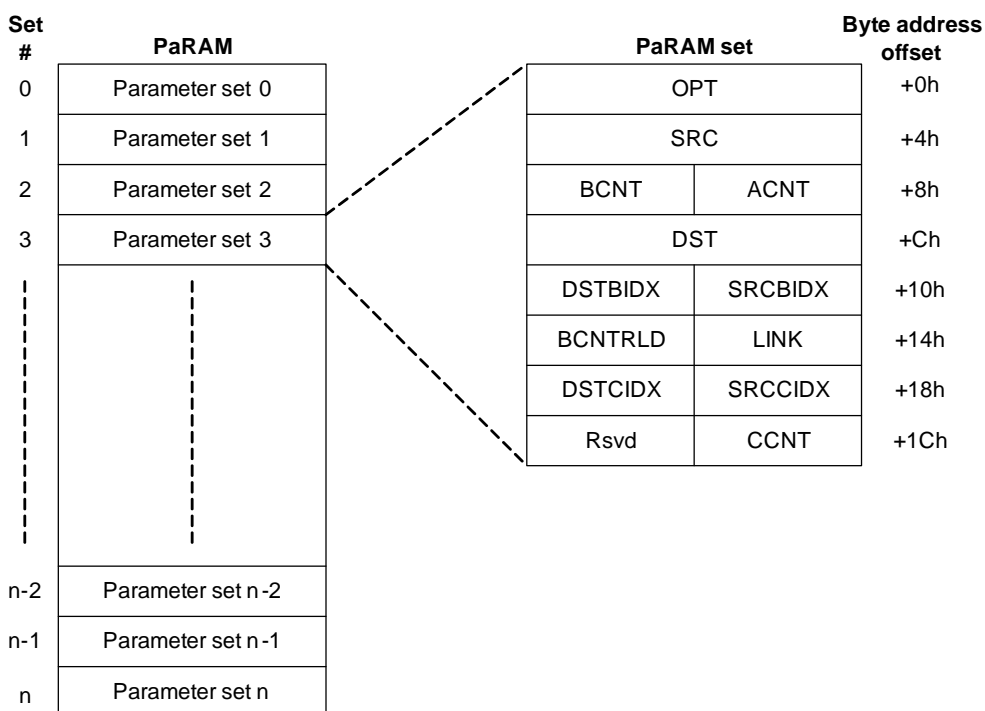 Set
#
PaRAM
0 Parameter set 0
1 Parameter set 1
2 Parameter set 2
3 Parameter set 3
n-2 Parameter set n-2
n-1 Parameter set n-1
n Parameter set n
PaRAM set
Byte address
offset
OPT +0h
SRC +4h
BCNT ACNT +8h
DST +Ch
DSTBIDX SRCBIDX +10h
BCNTRLD LINK +14h
DSTCIDX SRCCIDX +18h
Rsvd CCNT +1Ch